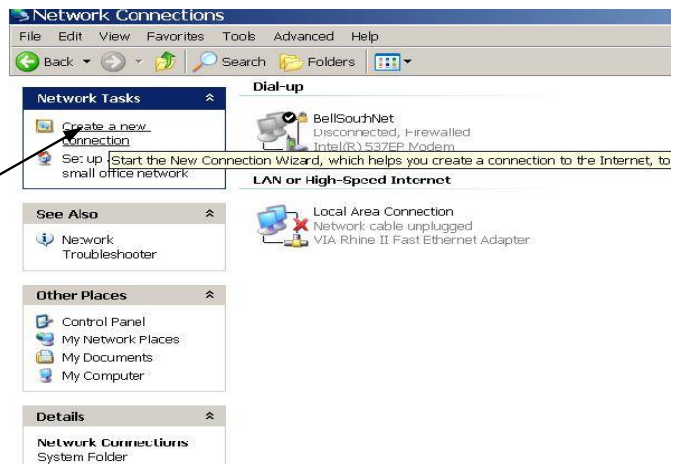 Network Connections
File Edit View Favorites Tools Advanced Help
Back Search Folders
Network Tasks
Create a new
connection
Set up
small office network
See Also
Network
Troubleshooter
Other Places
Control Panel
My Network Places
My Documents
My Computer
Details
Network Connections
System Folder
Dial-up
BellSouthNet
Disconnected, Firewalled
Intel(R) 537EP Modem
Start the New Connection Wizard, which helps you create a connection to the Internet, to
LAN or High-Speed Internet
Local Area Connection
Network cable unplugged
VIA Rhine II Fast Ethernet Adapter